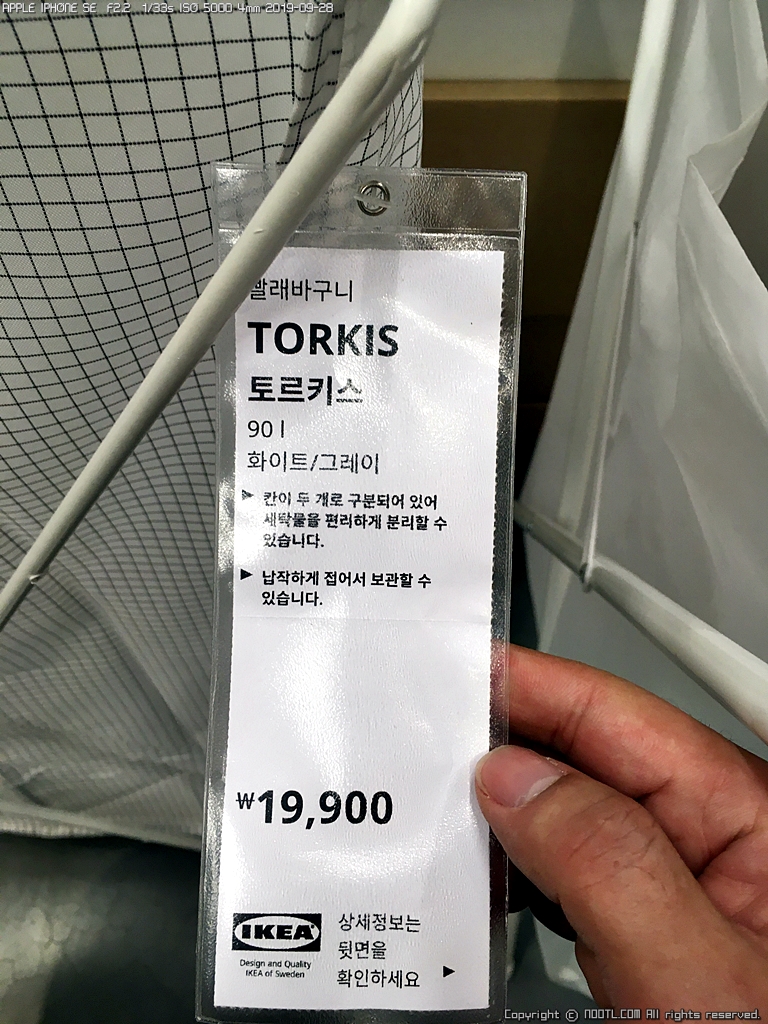 APPLE IPHONE SE F2.2 1/33s ISO 5000 4mm 2019-09-28
빨래바구니
TORKIS
토르키스
90 l
화이트/그레이
▶ 칸이 두 개로 구분되어 있어
세탁물을 편리하게 분리할 수
있습니다.
▶ 납작하게 접어서 보관할 수
있습니다.
₩19,900
IKEA
Design and Quality
IKEA of Sweden
상세정보는
뒷면을
확인하세요 ▶
Copyright © NOOTL.COM All rights reserved.